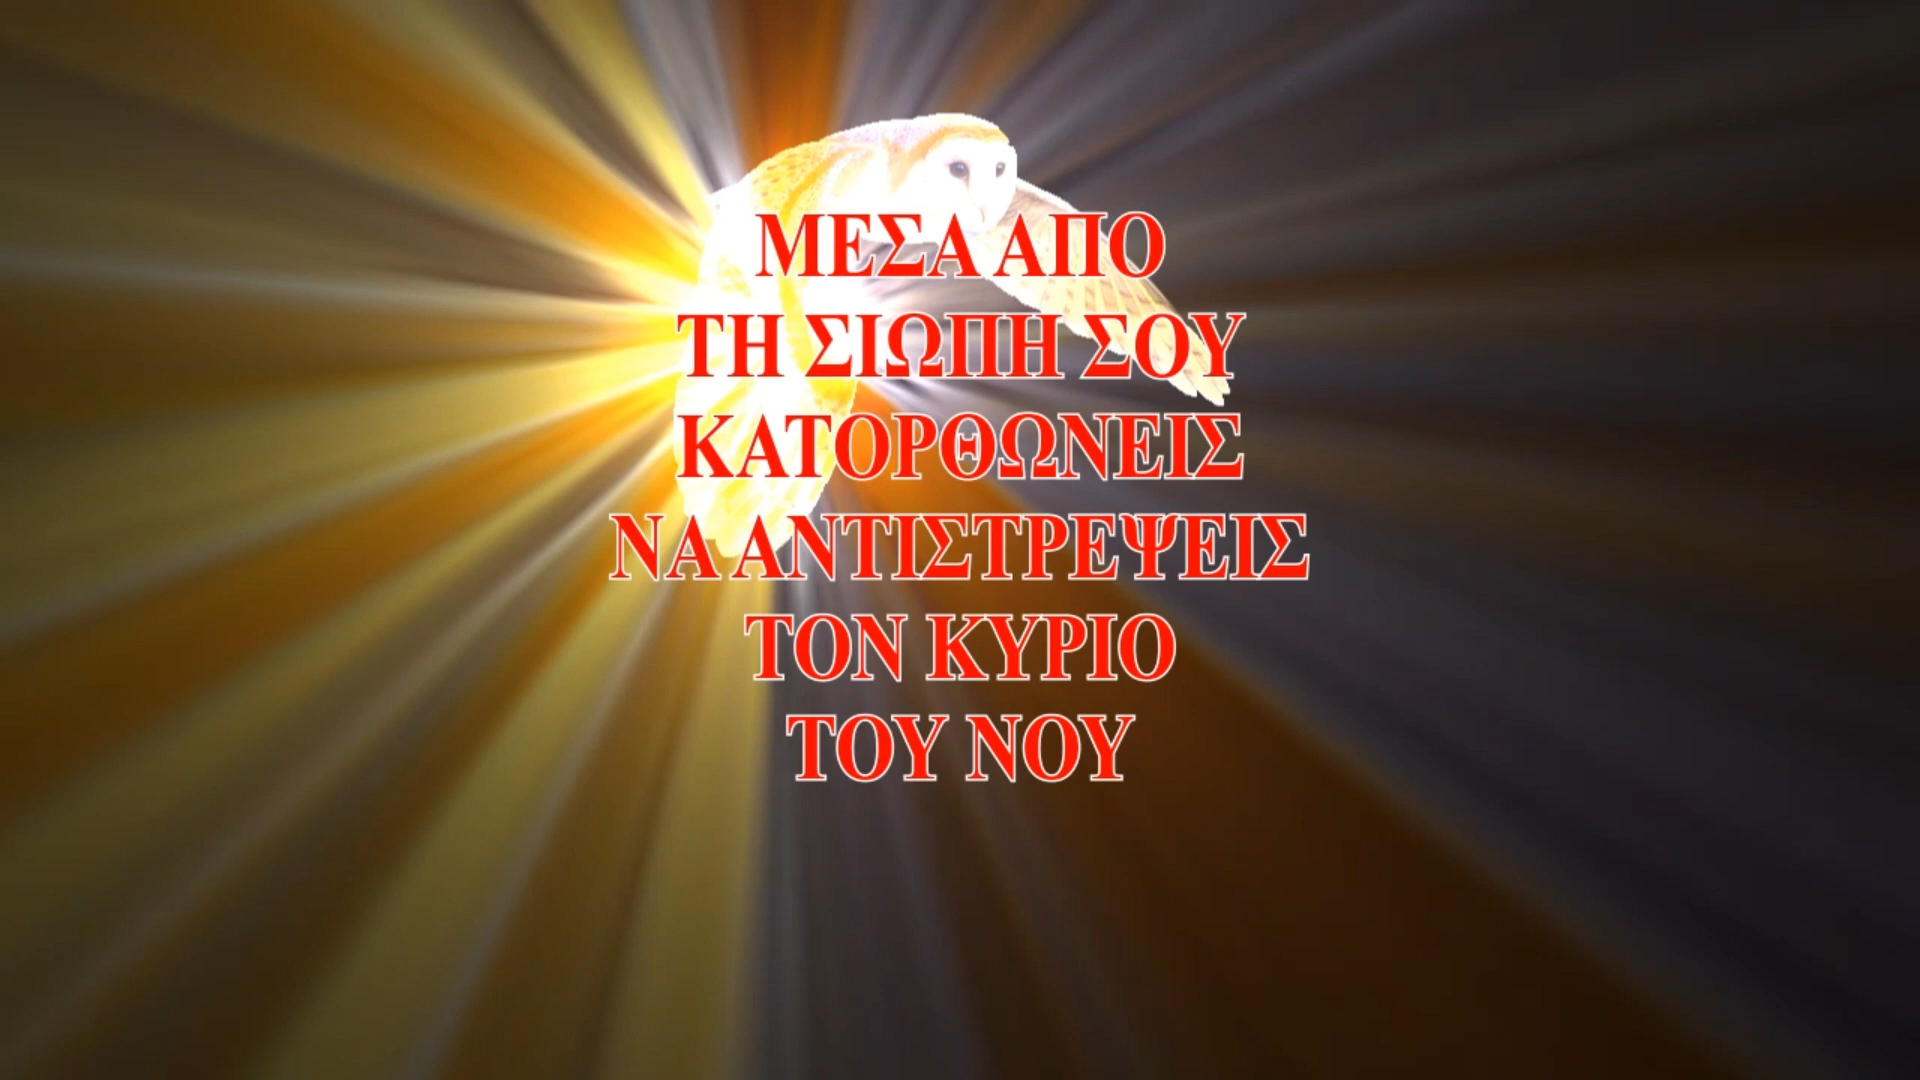 ΜΕΣΑ ΑΠΟ
ΤΗ ΣΙΩΠΗ ΣΟΥ
ΚΑΤΟΡΘΩΝΕΙΣ
ΝΑ ΑΝΤΙΣΤΡΕΨΕΙΣ
ΤΟΝ ΚΥΡΙΟ
ΤΟΥ ΝΟΥ